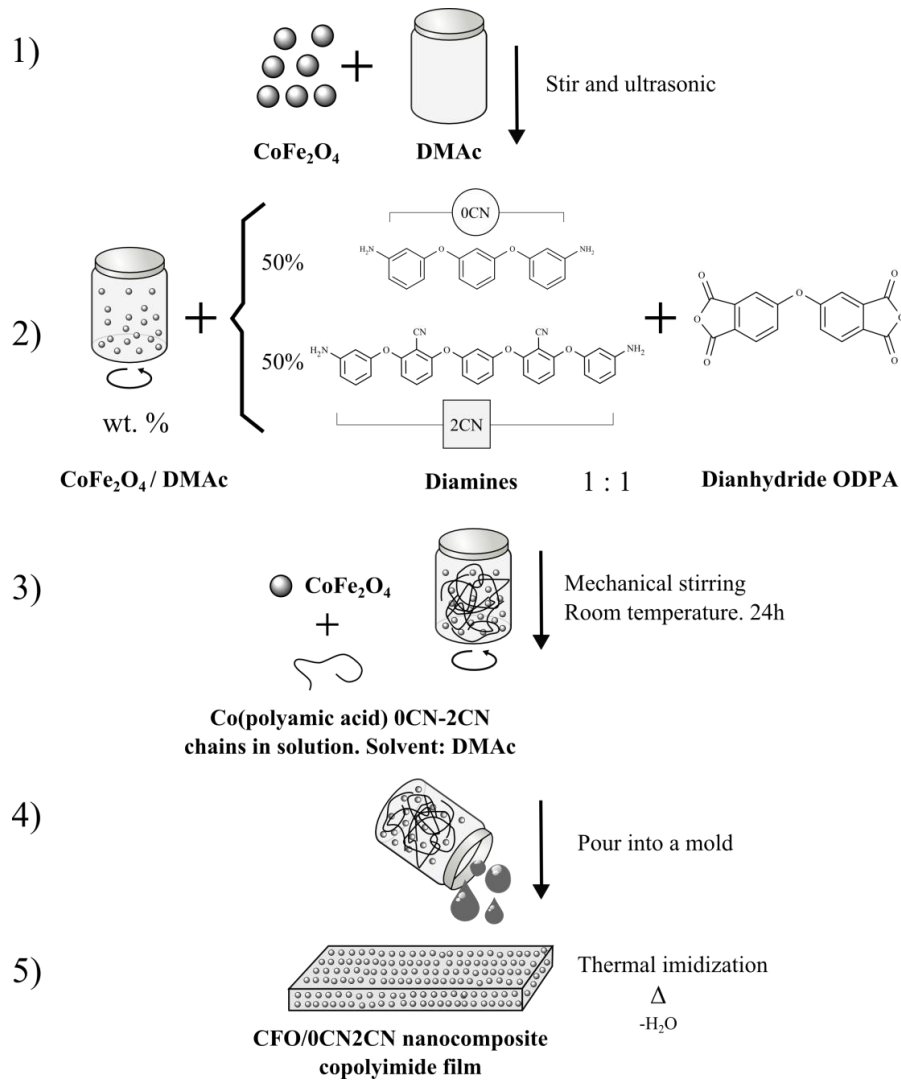 1)
+
CoFe₂O₄
DMAc
Stir and ultrasonic
2)
+
wt. %
CoFe₂O₄ / DMAc
50%
0CN
H₂N
O
O
NH₂
50%
H₂N
O
CN
O
O
CN
O
NH₂
2CN
Diamines
1 : 1
+
O
O
O
O
O
O
O
Dianhydride ODPA
3)
CoFe₂O₄
+
Co(polyamic acid) 0CN-2CN
chains in solution. Solvent: DMAc
Mechanical stirring
Room temperature. 24h
4)
Pour into a mold
5)
Thermal imidization
Δ
-H₂O
CFO/0CN2CN nanocomposite
copolyimide film